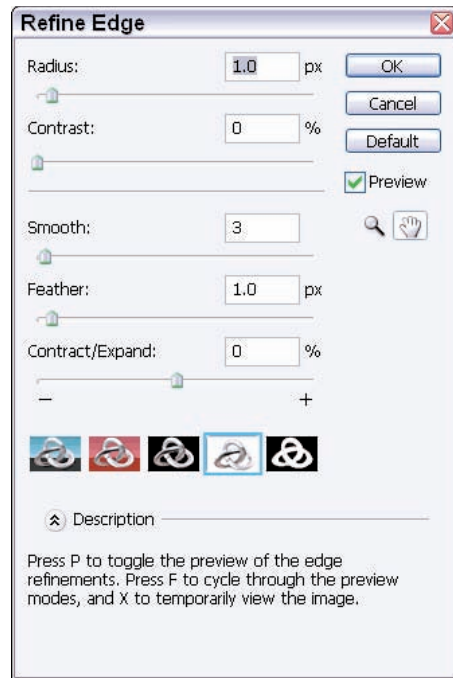 Refine Edge
Radius: 1.0 px
OK
Cancel
Contrast: 0 %
Default
Preview
Smooth: 3
Feather: 1.0 px
Contract/Expand: 0 %
– +
Description
Press P to toggle the preview of the edge
refinements. Press F to cycle through the preview
modes, and X to temporarily view the image.